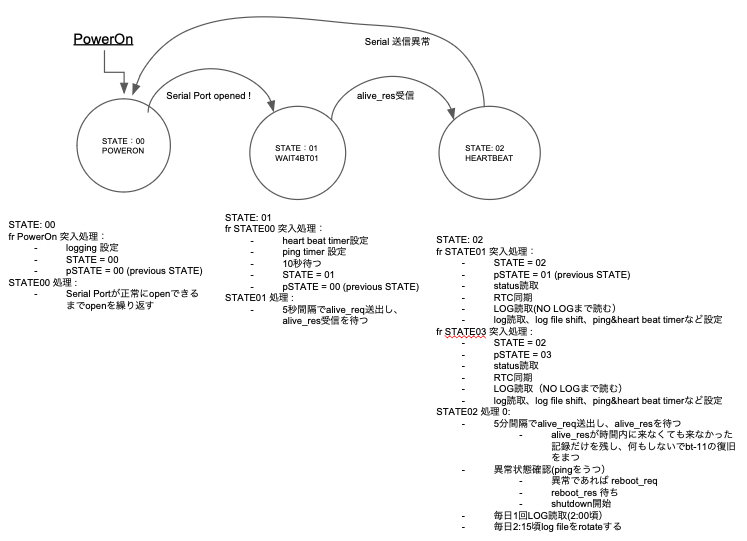 PowerOn
Serial 送信異常
Serial Port opened !
alive_res受信
STATE：00
POWERON
STATE：01
WAIT4BT01
STATE: 02
HEARTBEAT
STATE: 00
fr PowerOn 突入処理：
- logging 設定
- STATE = 00
- pSTATE = 00 (previous STATE)
STATE00 処理：
- Serial Portが正常にopenできる
までopenを繰り返す
STATE: 01
fr STATE00 突入処理：
- heart beat timer設定
- ping timer 設定
- 10秒待つ
- STATE = 01
- pSTATE = 00 (previous STATE)
STATE01 処理：
- 5秒間隔でalive_req送出し、
alive_res受信を待つ
STATE: 02
fr STATE01 突入処理：
- STATE = 02
- pSTATE = 01 (previous STATE)
- status読取
- RTC同期
- LOG読取(NO LOGまで読む）
- log読取、log file shift、ping&heart beat timerなど設定
fr STATE03 突入処理：
- STATE = 02
- pSTATE = 03
- status読取
- RTC同期
- LOG読取（NO LOGまで読む）
- log読取、log file shift、ping&heart beat timerなど設定
STATE02 処理 0:
- 5分間隔でalive_req送出し、alive_resを待つ
- alive_resが時間内に来なくても来なかった
記録だけを残し、何もしないでbt-11の復旧
をまつ
- 異常状態確認(pingをうつ）
- 異常であれば reboot_req
- reboot_res 待ち
- shutdown開始
- 毎日1回LOG読取(2:00頃）
- 毎日2:15頃log fileをrotateする